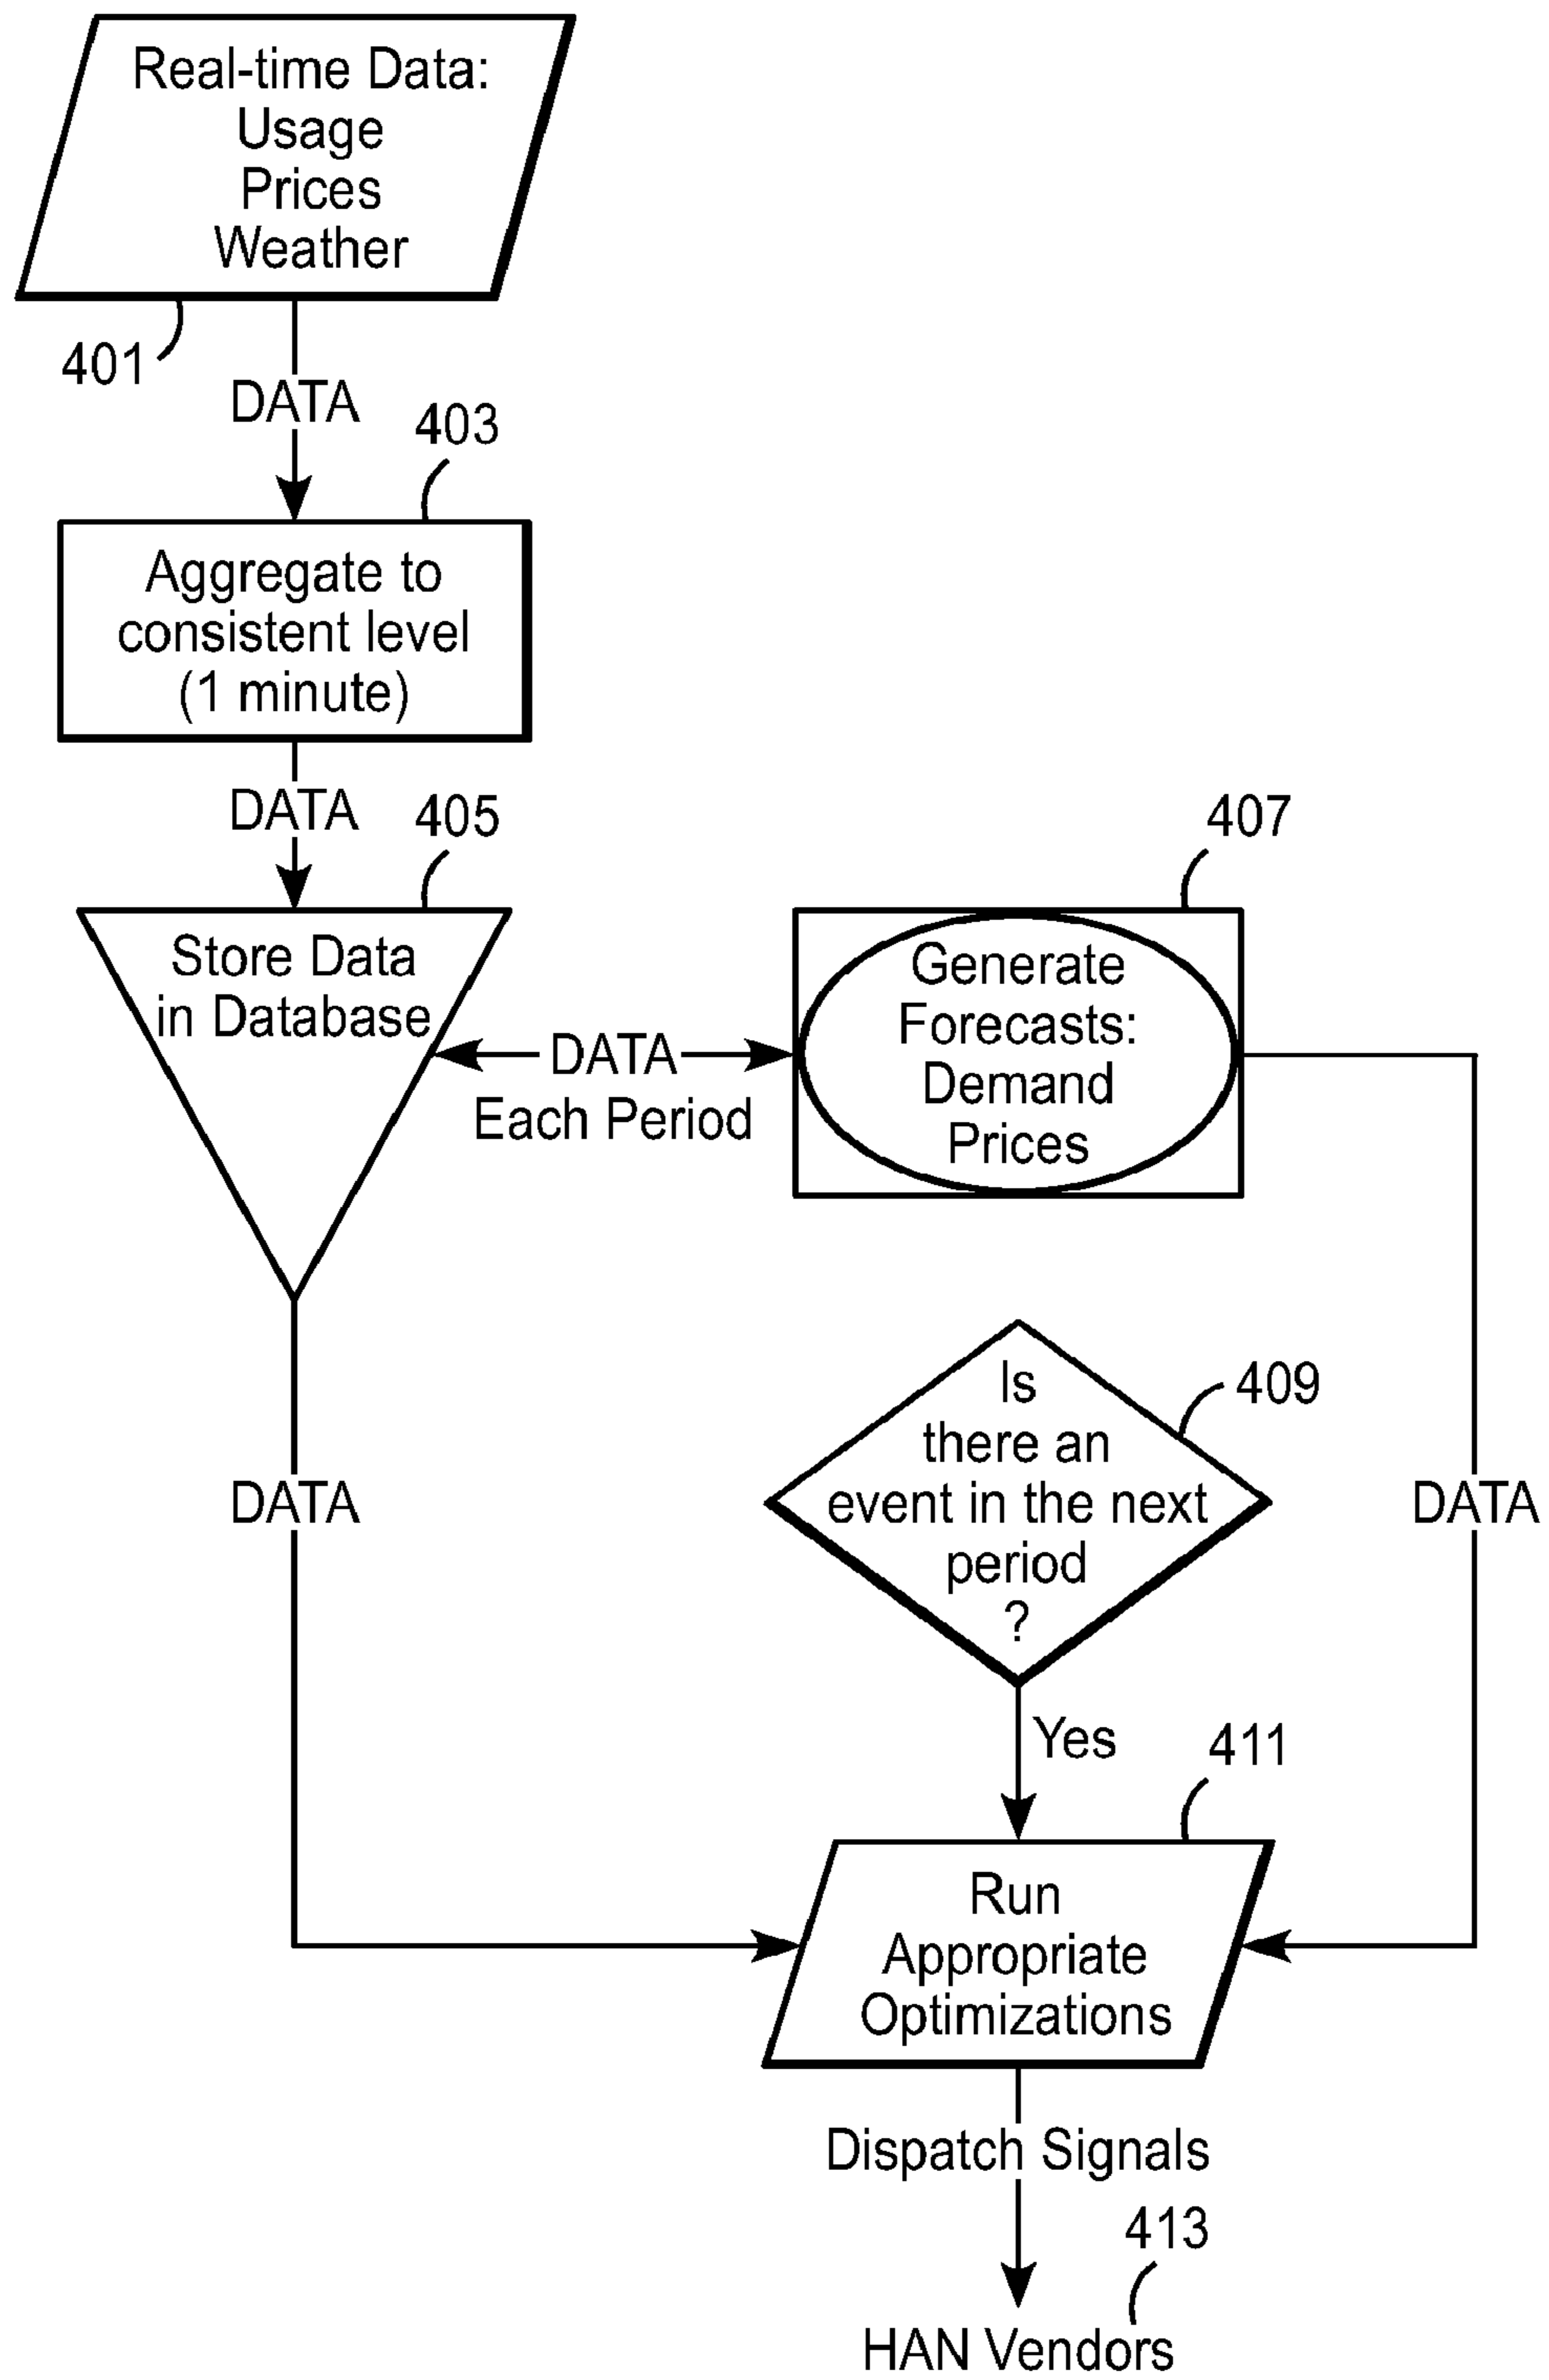 Real-time Data:
Usage
Prices
Weather
401
DATA
403
Aggregate to
consistent level
(1 minute)
DATA
405
407
Store Data
in Database
DATA
Each Period
Generate
Forecasts:
Demand
Prices
409
Is
there an
event in the next
period
?
DATA
DATA
Yes
411
Run
Appropriate
Optimizations
Dispatch Signals
413
HAN Vendors